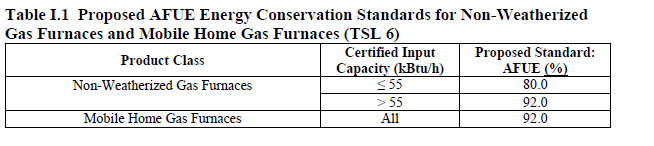 Table I.1 Proposed AFUE Energy Conservation Standards for Non-Weatherized
Gas Furnaces and Mobile Home Gas Furnaces (TSL 6)
Product Class
Certified Input
Capacity (kBtu/h)
Proposed Standard:
AFUE (%)
Non-Weatherized Gas Furnaces
≤ 55
80.0
> 55
92.0
Mobile Home Gas Furnaces
All
92.0